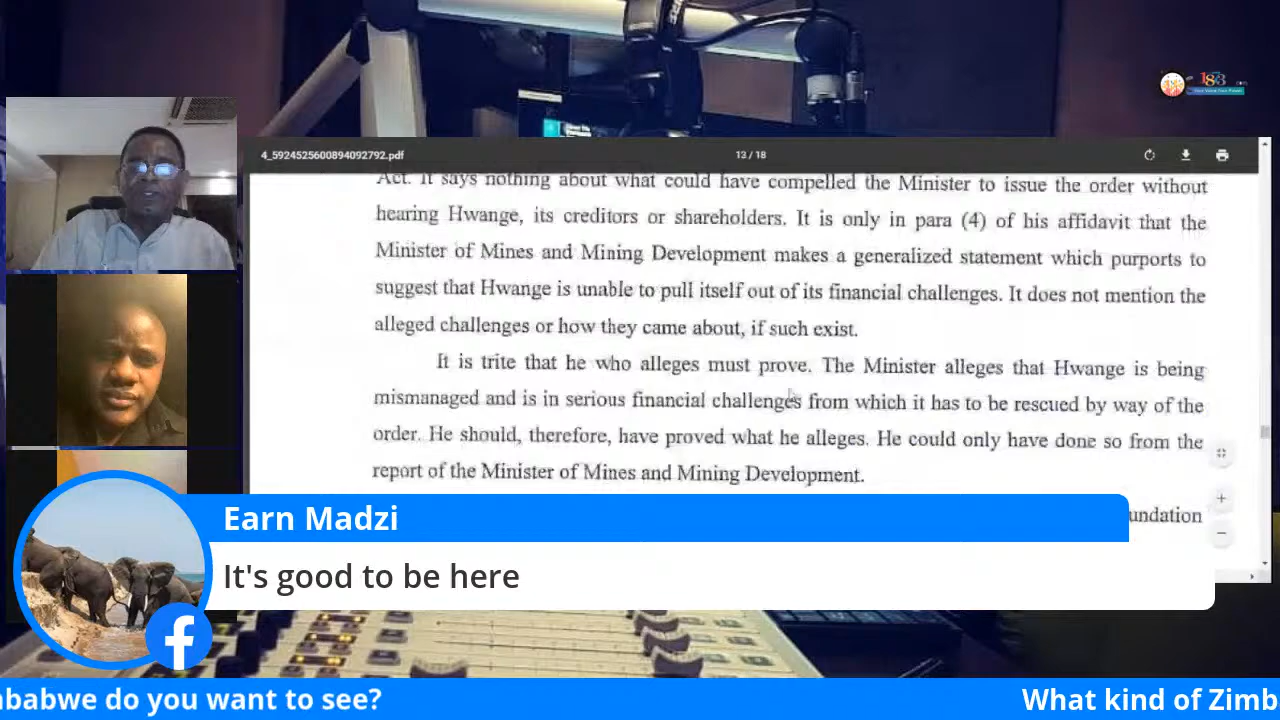 183
4_5924525600894092792.pdf
13 / 18
Act. It says nothing about what could have compelled the Minister to issue the order without
hearing Hwange, its creditors or shareholders. It is only in para (4) of his affidavit that the
Minister of Mines and Mining Development makes a generalized statement which purports to
suggest that Hwange is unable to pull itself out of its financial challenges. It does not mention the
alleged challenges or how they came about, if such exist.
It is trite that he who alleges must prove. The Minister alleges that Hwange is being
mismanaged and is in serious financial challenges from which it has to be rescued by way of the
order. He should, therefore, have proved what he alleges. He could only have done so from the
report of the Minister of Mines and Mining Development.
undation
Earn Madzi
It's good to be here
babwe do you want to see?
What kind of Zimb